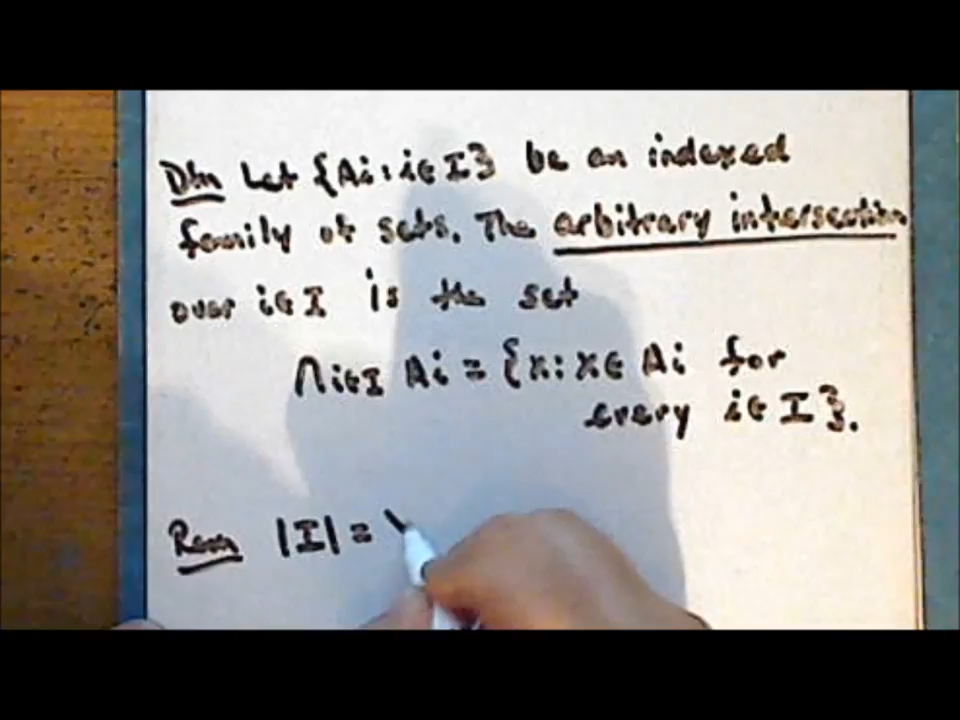 Dfn Let {Ai : i∈I} be an indexed
family of sets. The arbitrary intersection
over i∈I is the set
∩i∈I Ai = {x : x∈ Ai for
every i∈ I}.
Rem |I| =